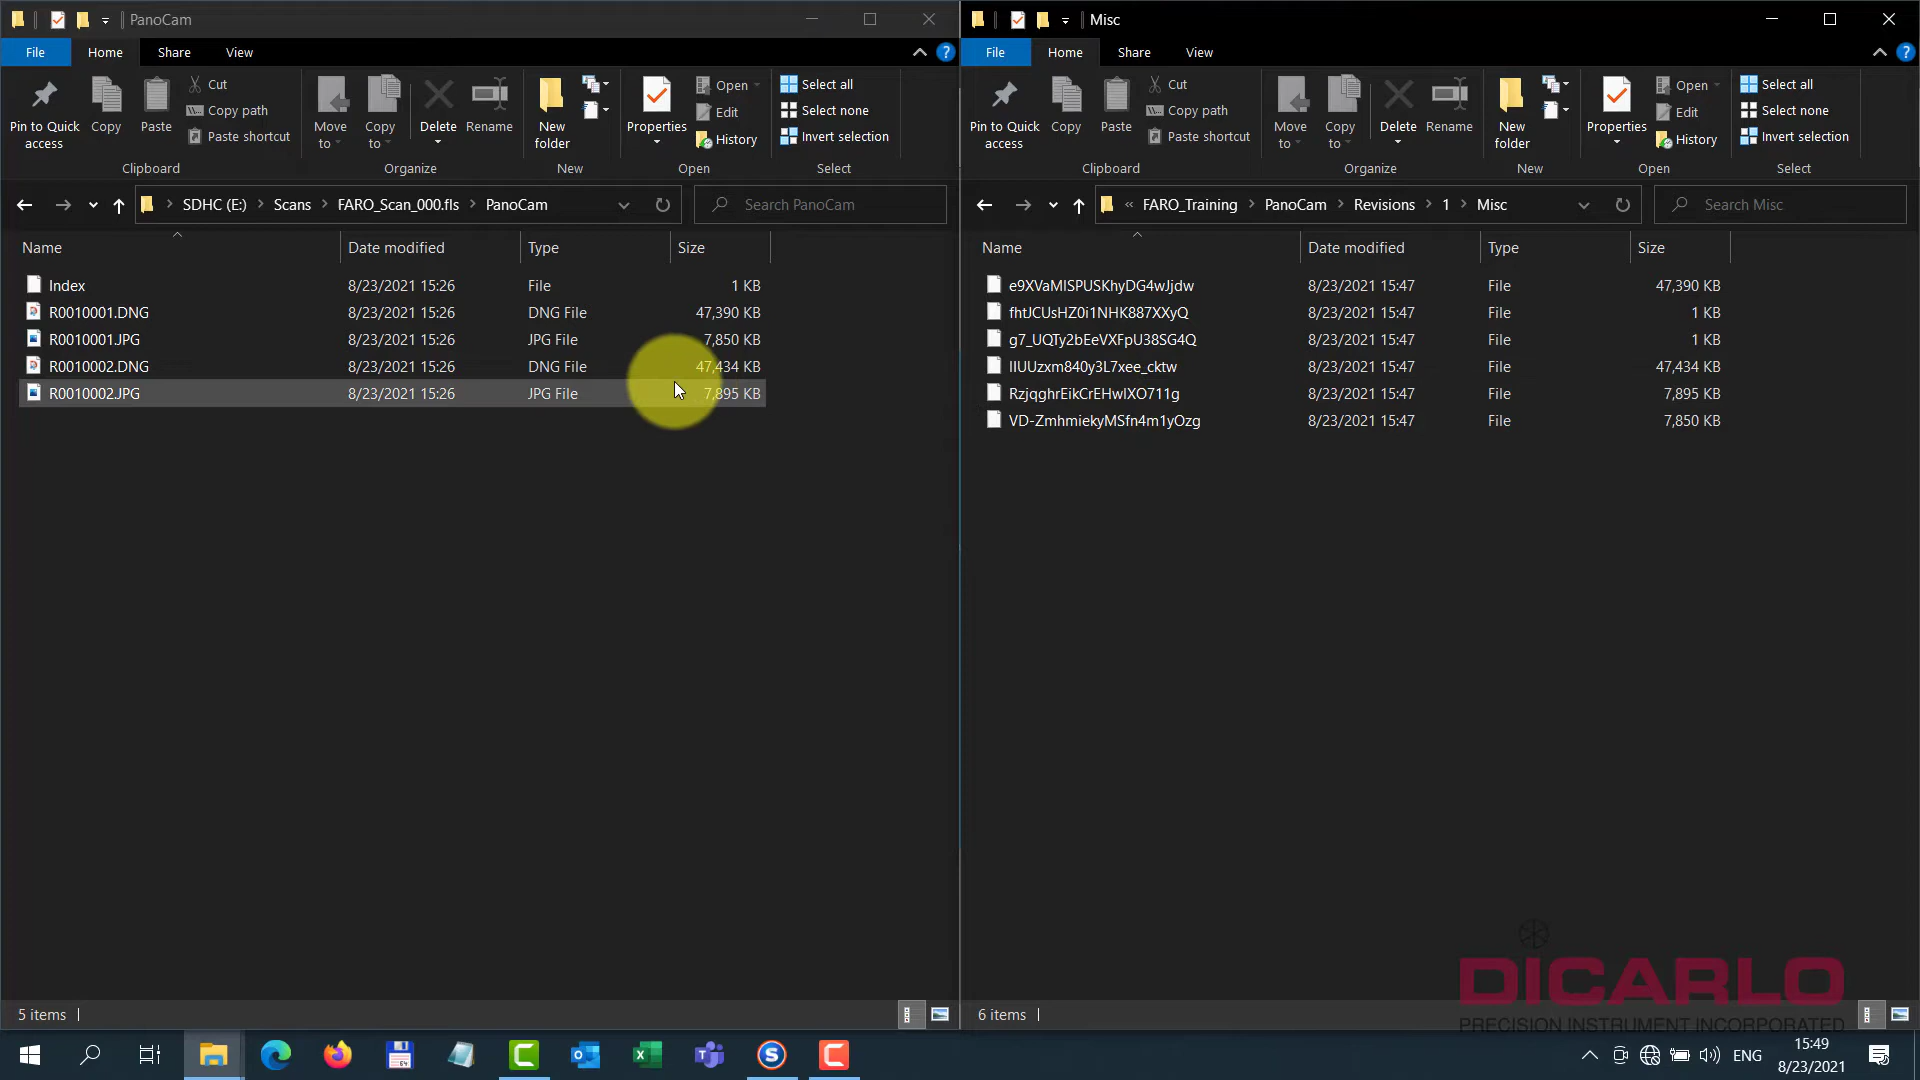 PanoCam
File Home Share View
Pin to Quick access
Copy
Paste
Cut
Copy path
Paste shortcut
Clipboard
Move to
Copy to
Delete
Rename
Organize
New folder
New
Properties
Open
Edit
History
Open
Select all
Select none
Invert selection
Select
SDHC (E:) Scans FARO_Scan_000.fls PanoCam
Search PanoCam
Name Date modified Type Size
Index 8/23/2021 15:26 File 1 KB
R0010001.DNG 8/23/2021 15:26 DNG File 47,390 KB
R0010001.JPG 8/23/2021 15:26 JPG File 7,850 KB
R0010002.DNG 8/23/2021 15:26 DNG File 47,434 KB
R0010002.JPG 8/23/2021 15:26 JPG File 7,895 KB
5 items
Misc
File Home Share View
Pin to Quick access
Copy
Paste
Cut
Copy path
Paste shortcut
Clipboard
Move to
Copy to
Delete
Rename
Organize
New folder
New
Properties
Open
Edit
History
Open
Select all
Select none
Invert selection
Select
« FARO_Training PanoCam Revisions 1 Misc
Search Misc
Name Date modified Type Size
e9XVaMISPUSKhyDG4wJjdw 8/23/2021 15:47 File 47,390 KB
fhtJCUsHZ0i1NHK887XXyQ 8/23/2021 15:47 File 1 KB
g7_UQTy2bEeVXFpU38SG4Q 8/23/2021 15:47 File 1 KB
IIUUzxm840y3L7xee_cktw 8/23/2021 15:47 File 47,434 KB
RzjqghrEikCrEHwIXO711g 8/23/2021 15:47 File 7,895 KB
VD-ZmhmiekyMSfn4m1yOzg 8/23/2021 15:47 File 7,850 KB
6 items
DICARLO
PRECISION INSTRUMENT INCORPORATED
ENG
15:49
8/23/2021